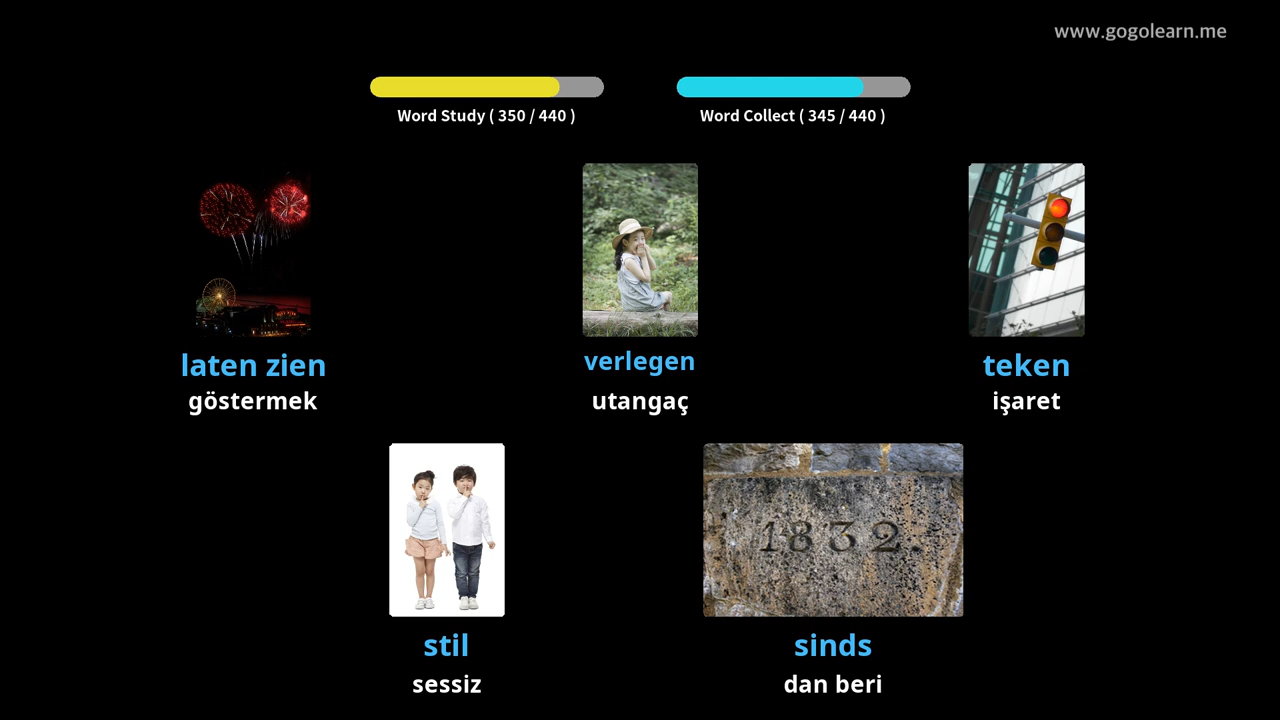 www.gogolearn.me
Word Study ( 350 / 440 )
Word Collect ( 345 / 440 )
laten zien
göstermek
verlegen
utangaç
teken
işaret
1832.
stil
sessiz
sinds
dan beri